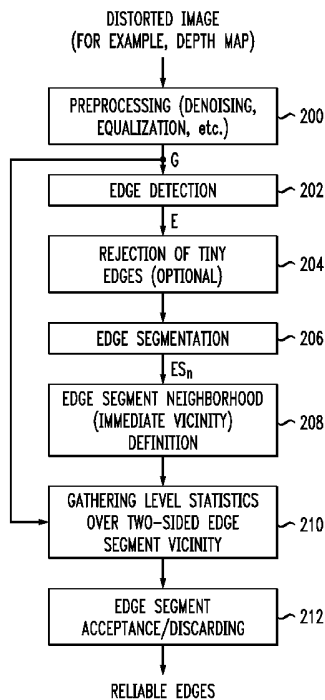 DISTORTED IMAGE
(FOR EXAMPLE, DEPTH MAP)
PREPROCESSING (DENOISING,
EQUALIZATION, etc.)
200
G
EDGE DETECTION
202
E
REJECTION OF TINY
EDGES (OPTIONAL)
204
EDGE SEGMENTATION
206
ESn
EDGE SEGMENT NEIGHBORHOOD
(IMMEDIATE VICINITY)
DEFINITION
208
GATHERING LEVEL STATISTICS
OVER TWO-SIDED EDGE
SEGMENT VICINITY
210
EDGE SEGMENT
ACCEPTANCE/DISCARDING
212
RELIABLE EDGES